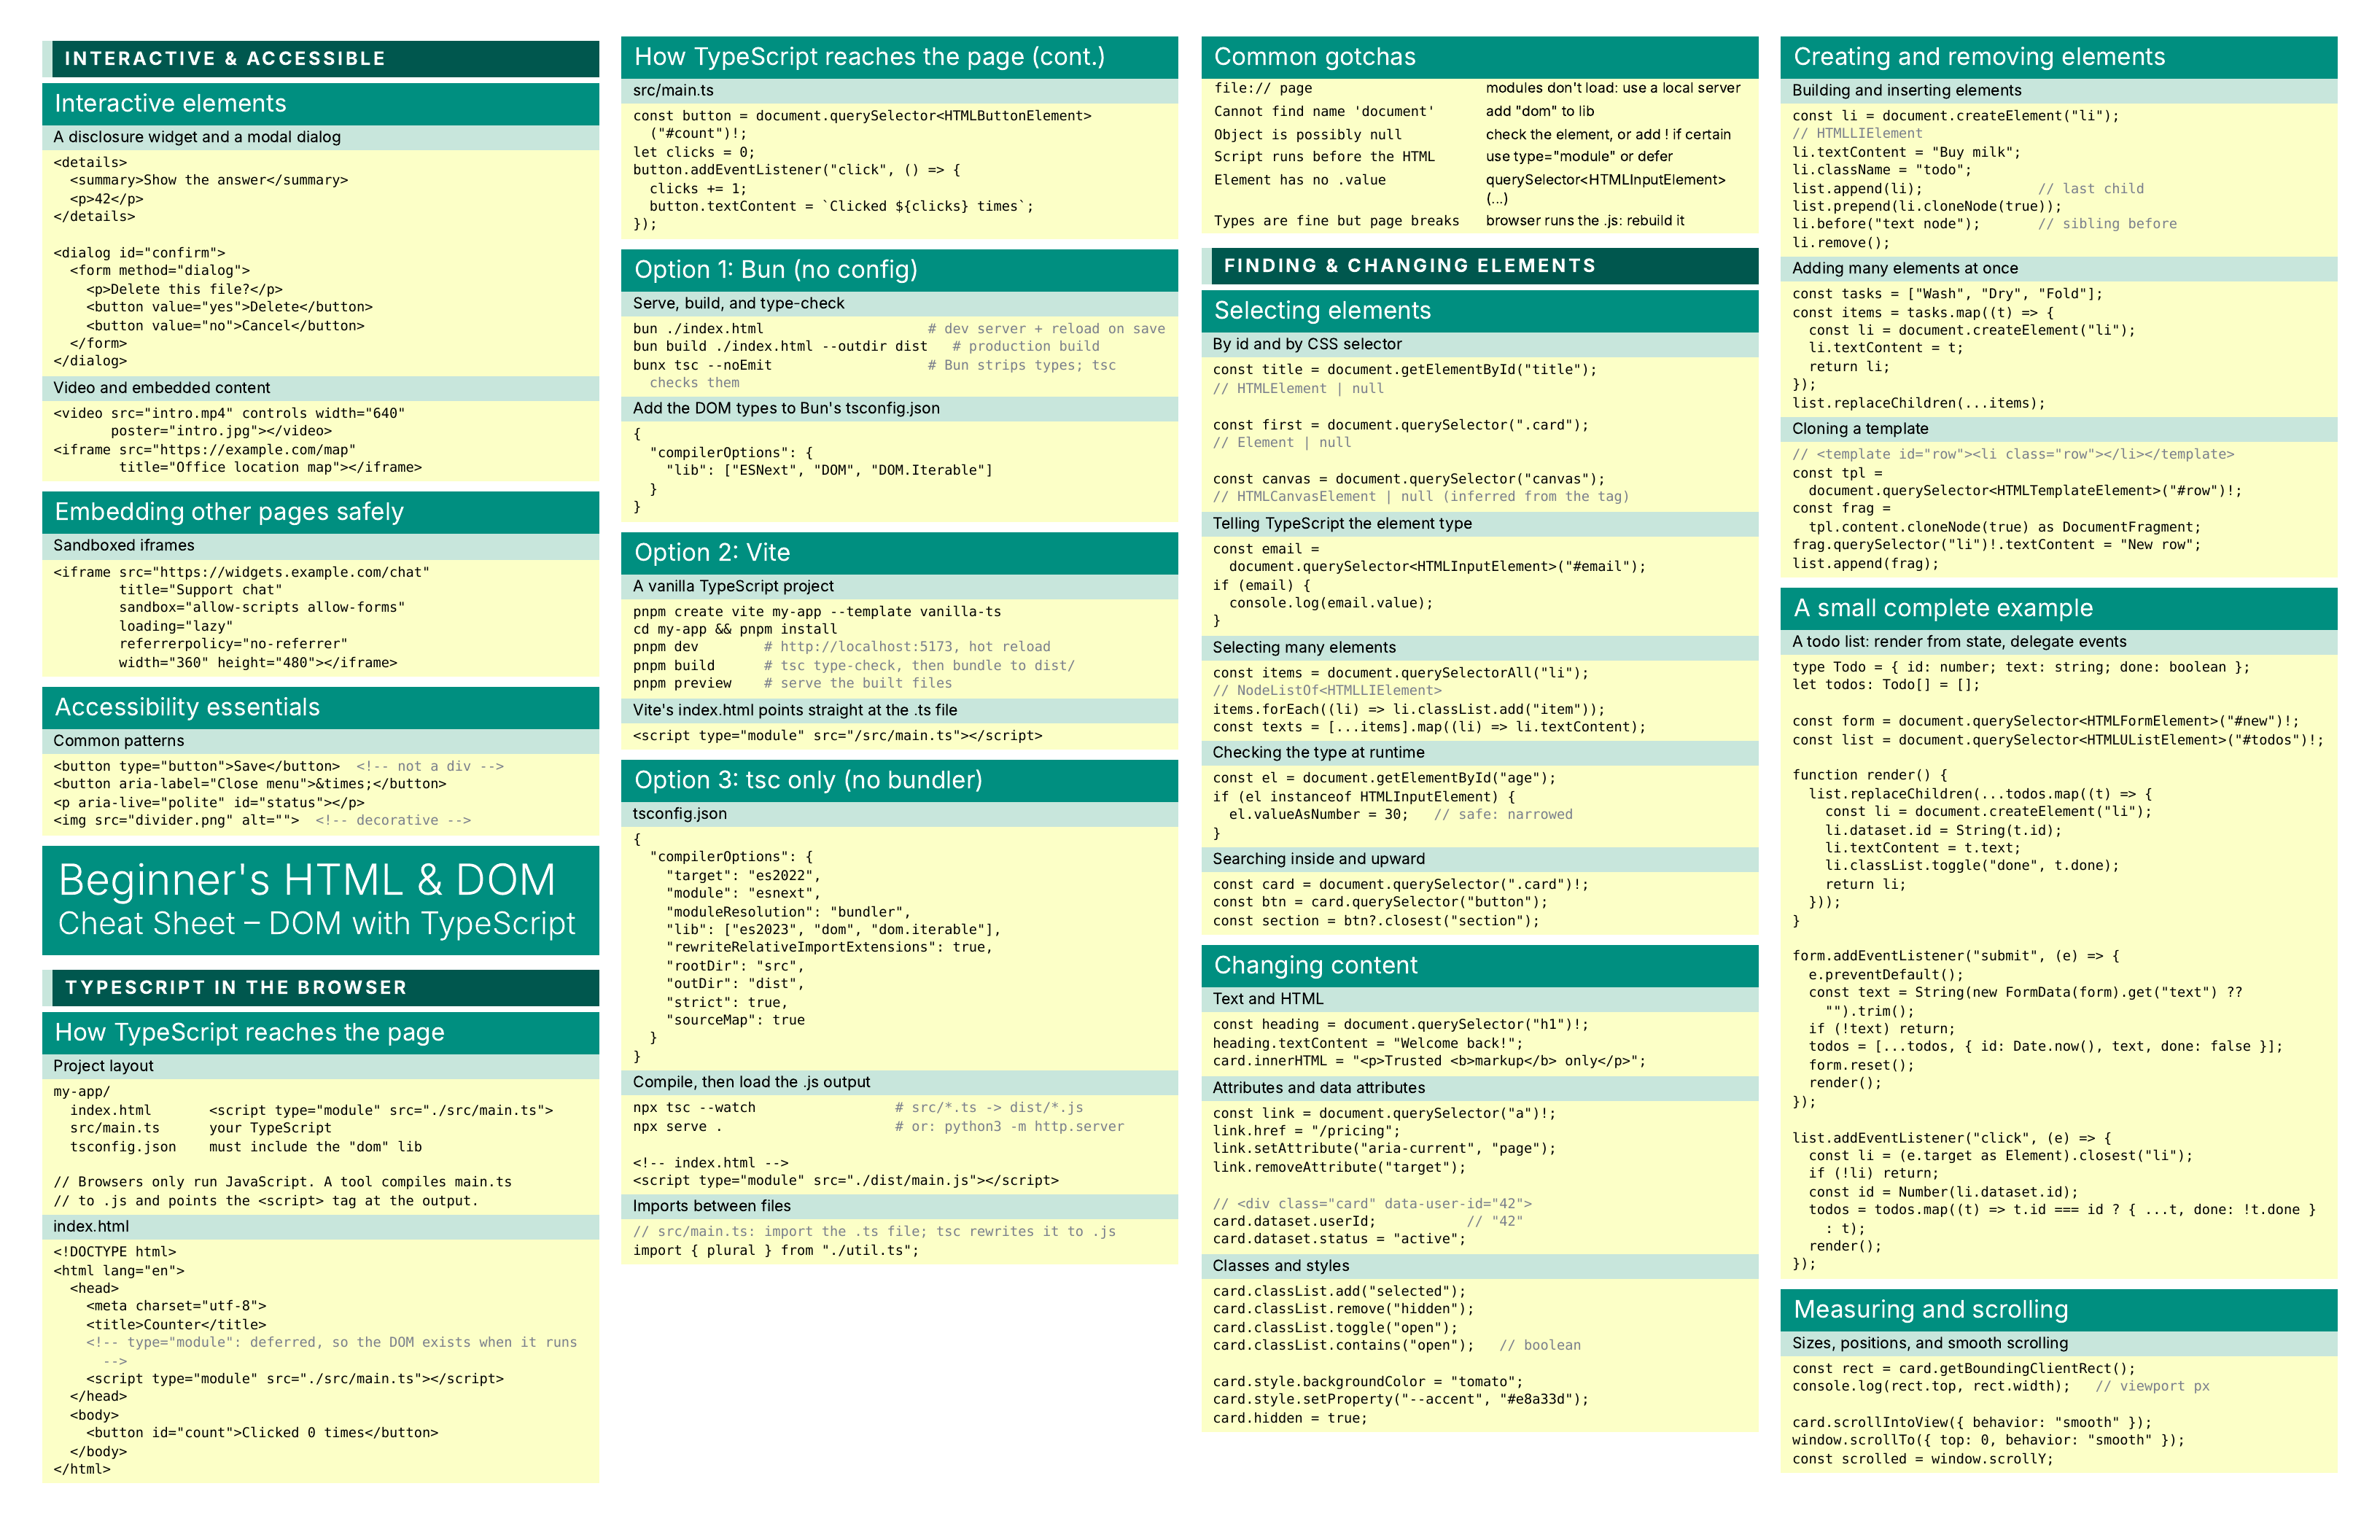 INTERACTIVE & ACCESSIBLE
Interactive elements
A disclosure widget and a modal dialog
<details>
  <summary>Show the answer</summary>
  <p>42</p>
</details>

<dialog id="confirm">
  <form method="dialog">
    <p>Delete this file?</p>
    <button value="yes">Delete</button>
    <button value="no">Cancel</button>
  </form>
</dialog>
Video and embedded content
<video src="intro.mp4" controls width="640"
       poster="intro.jpg"></video>
<iframe src="https://example.com/map"
        title="Office location map"></iframe>
Embedding other pages safely
Sandboxed iframes
<iframe src="https://widgets.example.com/chat"
        title="Support chat"
        sandbox="allow-scripts allow-forms"
        loading="lazy"
        referrerpolicy="no-referrer"
        width="360" height="480"></iframe>
Accessibility essentials
Common patterns
<button type="button">Save</button>  <!-- not a div -->
<button aria-label="Close menu">&times;</button>
<p aria-live="polite" id="status"></p>
<img src="divider.png" alt="">  <!-- decorative -->
Beginner's HTML & DOM
Cheat Sheet – DOM with TypeScript
TYPESCRIPT IN THE BROWSER
How TypeScript reaches the page
Project layout
my-app/
  index.html       <script type="module" src="./src/main.ts">
  src/main.ts      your TypeScript
  tsconfig.json    must include the "dom" lib

// Browsers only run JavaScript. A tool compiles main.ts
// to .js and points the <script> tag at the output.
index.html
<!DOCTYPE html>
<html lang="en">
  <head>
    <meta charset="utf-8">
    <title>Counter</title>
    <!-- type="module": deferred, so the DOM exists when it runs
      -->
    <script type="module" src="./src/main.ts"></script>
  </head>
  <body>
    <button id="count">Clicked 0 times</button>
  </body>
</html>
How TypeScript reaches the page (cont.)
src/main.ts
const button = document.querySelector<HTMLButtonElement>
  ("#count")!;
let clicks = 0;
button.addEventListener("click", () => {
  clicks += 1;
  button.textContent = `Clicked ${clicks} times`;
});
Option 1: Bun (no config)
Serve, build, and type-check
bun ./index.html                    # dev server + reload on save
bun build ./index.html --outdir dist   # production build
bunx tsc --noEmit                   # Bun strips types; tsc
  checks them
Add the DOM types to Bun's tsconfig.json
{
  "compilerOptions": {
    "lib": ["ESNext", "DOM", "DOM.Iterable"]
  }
}
Option 2: Vite
A vanilla TypeScript project
pnpm create vite my-app --template vanilla-ts
cd my-app && pnpm install
pnpm dev        # http://localhost:5173, hot reload
pnpm build      # tsc type-check, then bundle to dist/
pnpm preview    # serve the built files
Vite's index.html points straight at the .ts file
<script type="module" src="/src/main.ts"></script>
Option 3: tsc only (no bundler)
tsconfig.json
{
  "compilerOptions": {
    "target": "es2022",
    "module": "esnext",
    "moduleResolution": "bundler",
    "lib": ["es2023", "dom", "dom.iterable"],
    "rewriteRelativeImportExtensions": true,
    "rootDir": "src",
    "outDir": "dist",
    "strict": true,
    "sourceMap": true
  }
}
Compile, then load the .js output
npx tsc --watch                 # src/*.ts -> dist/*.js
npx serve .                     # or: python3 -m http.server

<!-- index.html -->
<script type="module" src="./dist/main.js"></script>
Imports between files
// src/main.ts: import the .ts file; tsc rewrites it to .js
import { plural } from "./util.ts";
Common gotchas
file:// page    modules don't load: use a local server
Cannot find name 'document'    add "dom" to lib
Object is possibly null    check the element, or add ! if certain
Script runs before the HTML    use type="module" or defer
Element has no .value    querySelector<HTMLInputElement>
(...)
Types are fine but page breaks    browser runs the .js: rebuild it
FINDING & CHANGING ELEMENTS
Selecting elements
By id and by CSS selector
const title = document.getElementById("title");
// HTMLElement | null

const first = document.querySelector(".card");
// Element | null

const canvas = document.querySelector("canvas");
// HTMLCanvasElement | null (inferred from the tag)
Telling TypeScript the element type
const email =
  document.querySelector<HTMLInputElement>("#email");
if (email) {
  console.log(email.value);
}
Selecting many elements
const items = document.querySelectorAll("li");
// NodeListOf<HTMLLIElement>
items.forEach((li) => li.classList.add("item"));
const texts = [...items].map((li) => li.textContent);
Checking the type at runtime
const el = document.getElementById("age");
if (el instanceof HTMLInputElement) {
  el.valueAsNumber = 30;   // safe: narrowed
}
Searching inside and upward
const card = document.querySelector(".card")!;
const btn = card.querySelector("button");
const section = btn?.closest("section");
Changing content
Text and HTML
const heading = document.querySelector("h1")!;
heading.textContent = "Welcome back!";
card.innerHTML = "<p>Trusted <b>markup</b> only</p>";
Attributes and data attributes
const link = document.querySelector("a")!;
link.href = "/pricing";
link.setAttribute("aria-current", "page");
link.removeAttribute("target");

// <div class="card" data-user-id="42">
card.dataset.userId;           // "42"
card.dataset.status = "active";
Classes and styles
card.classList.add("selected");
card.classList.remove("hidden");
card.classList.toggle("open");
card.classList.contains("open");   // boolean

card.style.backgroundColor = "tomato";
card.style.setProperty("--accent", "#e8a33d");
card.hidden = true;
Creating and removing elements
Building and inserting elements
const li = document.createElement("li");
// HTMLLIElement
li.textContent = "Buy milk";
li.className = "todo";
list.append(li);              // last child
list.prepend(li.cloneNode(true));
li.before("text node");       // sibling before
li.remove();
Adding many elements at once
const tasks = ["Wash", "Dry", "Fold"];
const items = tasks.map((t) => {
  const li = document.createElement("li");
  li.textContent = t;
  return li;
});
list.replaceChildren(...items);
Cloning a template
// <template id="row"><li class="row"></li></template>
const tpl =
  document.querySelector<HTMLTemplateElement>("#row")!;
const frag =
  tpl.content.cloneNode(true) as DocumentFragment;
frag.querySelector("li")!.textContent = "New row";
list.append(frag);
A small complete example
A todo list: render from state, delegate events
type Todo = { id: number; text: string; done: boolean };
let todos: Todo[] = [];

const form = document.querySelector<HTMLFormElement>("#new")!;
const list = document.querySelector<HTMLUListElement>("#todos")!;

function render() {
  list.replaceChildren(...todos.map((t) => {
    const li = document.createElement("li");
    li.dataset.id = String(t.id);
    li.textContent = t.text;
    li.classList.toggle("done", t.done);
    return li;
  }));
}

form.addEventListener("submit", (e) => {
  e.preventDefault();
  const text = String(new FormData(form).get("text") ??
    "").trim();
  if (!text) return;
  todos = [...todos, { id: Date.now(), text, done: false }];
  form.reset();
  render();
});

list.addEventListener("click", (e) => {
  const li = (e.target as Element).closest("li");
  if (!li) return;
  const id = Number(li.dataset.id);
  todos = todos.map((t) => t.id === id ? { ...t, done: !t.done }
    : t);
  render();
});
Measuring and scrolling
Sizes, positions, and smooth scrolling
const rect = card.getBoundingClientRect();
console.log(rect.top, rect.width);   // viewport px

card.scrollIntoView({ behavior: "smooth" });
window.scrollTo({ top: 0, behavior: "smooth" });
const scrolled = window.scrollY;